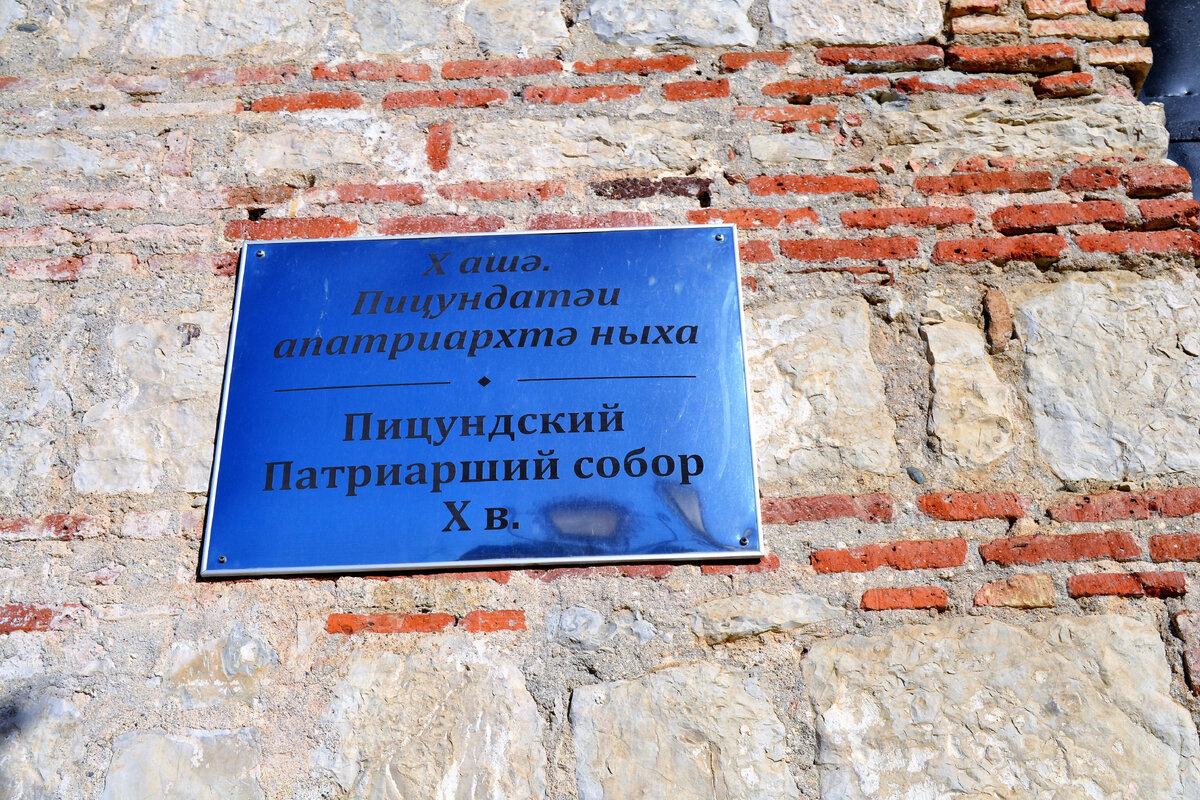 X ашә.
Пицундатәи
апатриархтә ныха
Пицундский
Патриарший собор
X в.